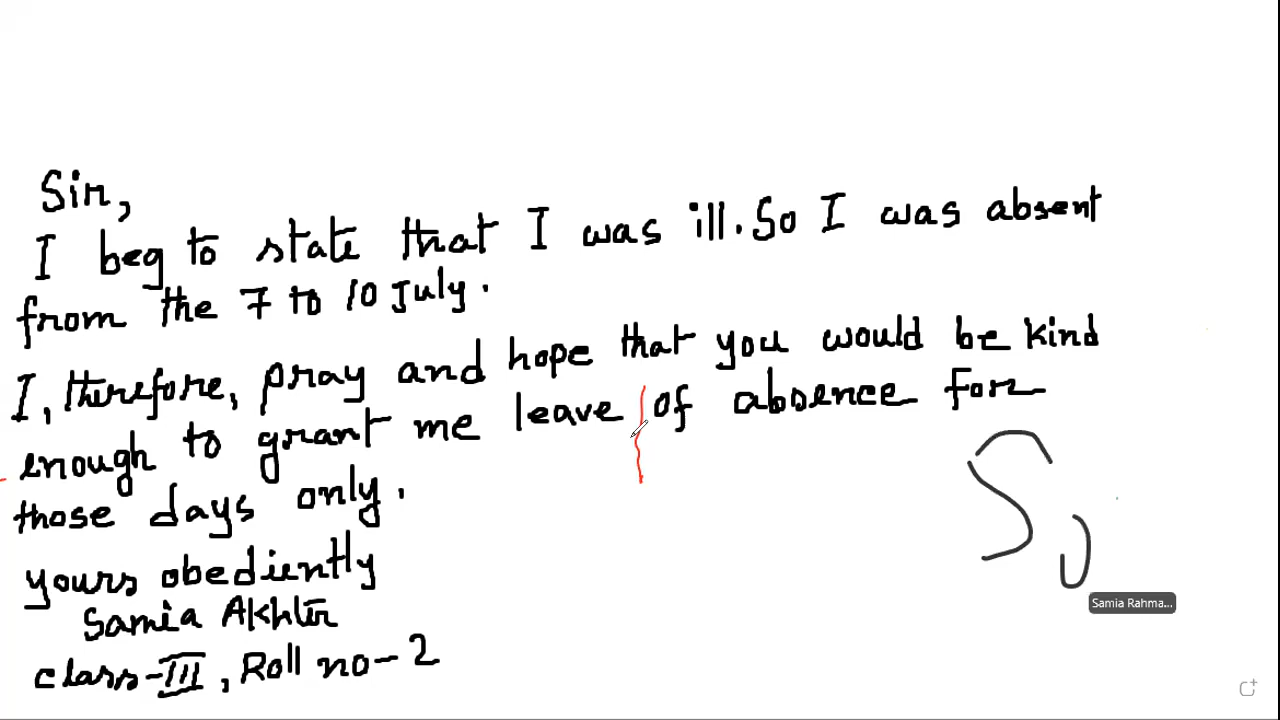 Sir,
I beg to state that I was ill. So I was absent
from the 7 to 10 July.
I, therefore, pray and hope that you would be kind
enough to grant me leave of absence for
those days only.
yours obediently
Samia Akhter
class-III, Roll no-2
Samia Rahma...